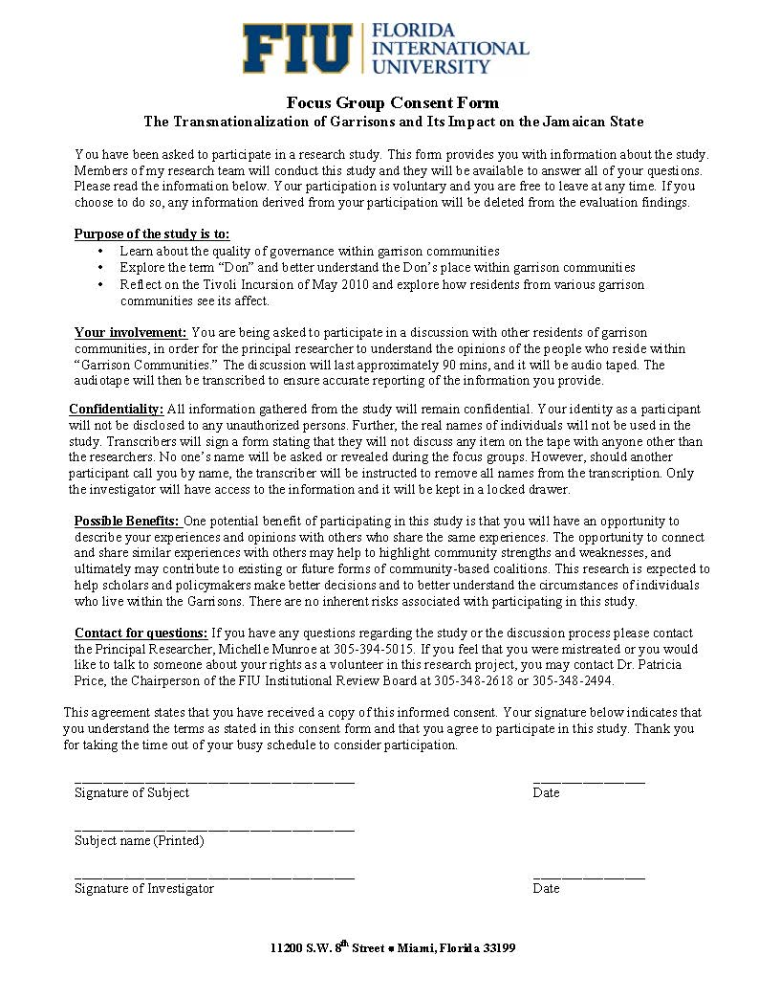 FIU
FLORIDA
INTERNATIONAL
UNIVERSITY
Focus Group Consent Form
The Transnationalization of Garrisons and Its Impact on the Jamaican State
You have been asked to participate in a research study. This form provides you with information about the study.
Members of my research team will conduct this study and they will be available to answer all of your questions.
Please read the information below. Your participation is voluntary and you are free to leave at any time. If you
choose to do so, any information derived from your participation will be deleted from the evaluation findings.
Purpose of the study is to:
• Learn about the quality of governance within garrison communities
• Explore the term “Don” and better understand the Don’s place within garrison communities
• Reflect on the Tivoli Incursion of May 2010 and explore how residents from various garrison
communities see its affect.
Your involvement: You are being asked to participate in a discussion with other residents of garrison
communities, in order for the principal researcher to understand the opinions of the people who reside within
“Garrison Communities.” The discussion will last approximately 90 mins, and it will be audio taped. The
audiotape will then be transcribed to ensure accurate reporting of the information you provide.
Confidentiality: All information gathered from the study will remain confidential. Your identity as a participant
will not be disclosed to any unauthorized persons. Further, the real names of individuals will not be used in the
study. Transcribers will sign a form stating that they will not discuss any item on the tape with anyone other than
the researchers. No one’s name will be asked or revealed during the focus groups. However, should another
participant call you by name, the transcriber will be instructed to remove all names from the transcription. Only
the investigator will have access to the information and it will be kept in a locked drawer.
Possible Benefits: One potential benefit of participating in this study is that you will have an opportunity to
describe your experiences and opinions with others who share the same experiences. The opportunity to connect
and share similar experiences with others may help to highlight community strengths and weaknesses, and
ultimately may contribute to existing or future forms of community-based coalitions. This research is expected to
help scholars and policymakers make better decisions and to better understand the circumstances of individuals
who live within the Garrisons. There are no inherent risks associated with participating in this study.
Contact for questions: If you have any questions regarding the study or the discussion process please contact
the Principal Researcher, Michelle Munroe at 305-394-5015. If you feel that you were mistreated or you would
like to talk to someone about your rights as a volunteer in this research project, you may contact Dr. Patricia
Price, the Chairperson of the FIU Institutional Review Board at 305-348-2618 or 305-348-2494.
This agreement states that you have received a copy of this informed consent. Your signature below indicates that
you understand the terms as stated in this consent form and that you agree to participate in this study. Thank you
for taking the time out of your busy schedule to consider participation.
Signature of Subject Date
Subject name (Printed)
Signature of Investigator Date
11200 S.W. 8th Street • Miami, Florida 33199